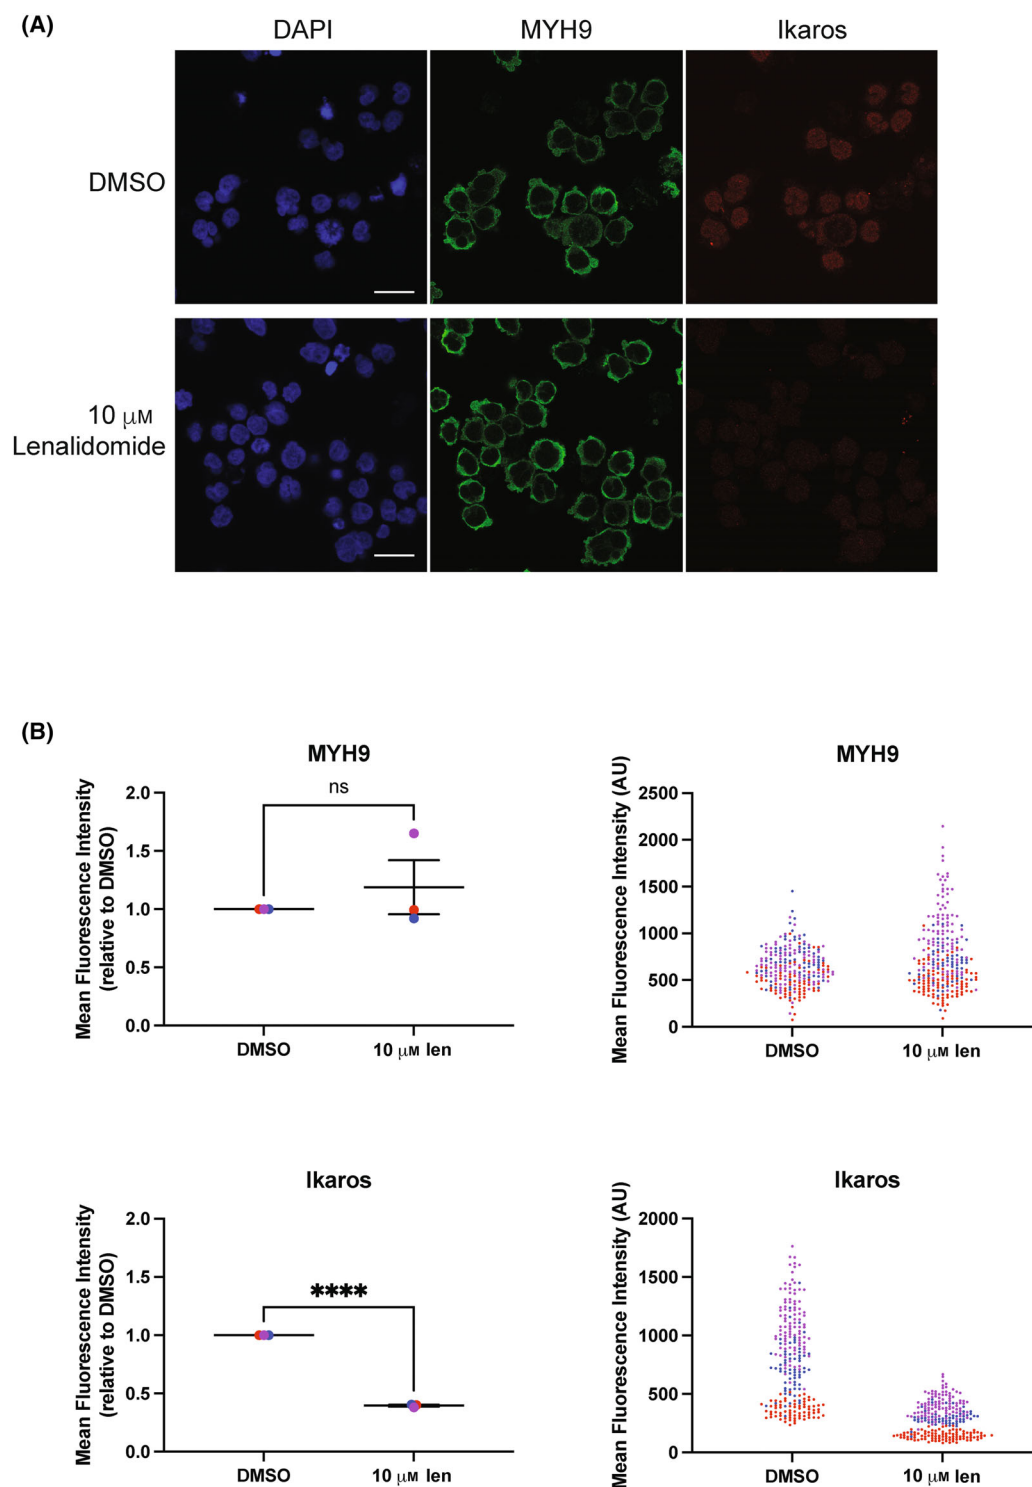 (A)
DAPI MYH9 Ikaros
DMSO
10 μM
Lenalidomide
(B)
MYH9
Mean Fluorescence Intensity
(relative to DMSO)
2.0
1.5
1.0
0.5
0.0
ns
DMSO 10 μM len
MYH9
Mean Fluorescence Intensity (AU)
2500
2000
1500
1000
500
0
DMSO 10 μM len
Ikaros
Mean Fluorescence Intensity
(relative to DMSO)
2.0
1.5
1.0
0.5
0.0
****
DMSO 10 μM len
Ikaros
Mean Fluorescence Intensity (AU)
2000
1500
1000
500
0
DMSO 10 μM len